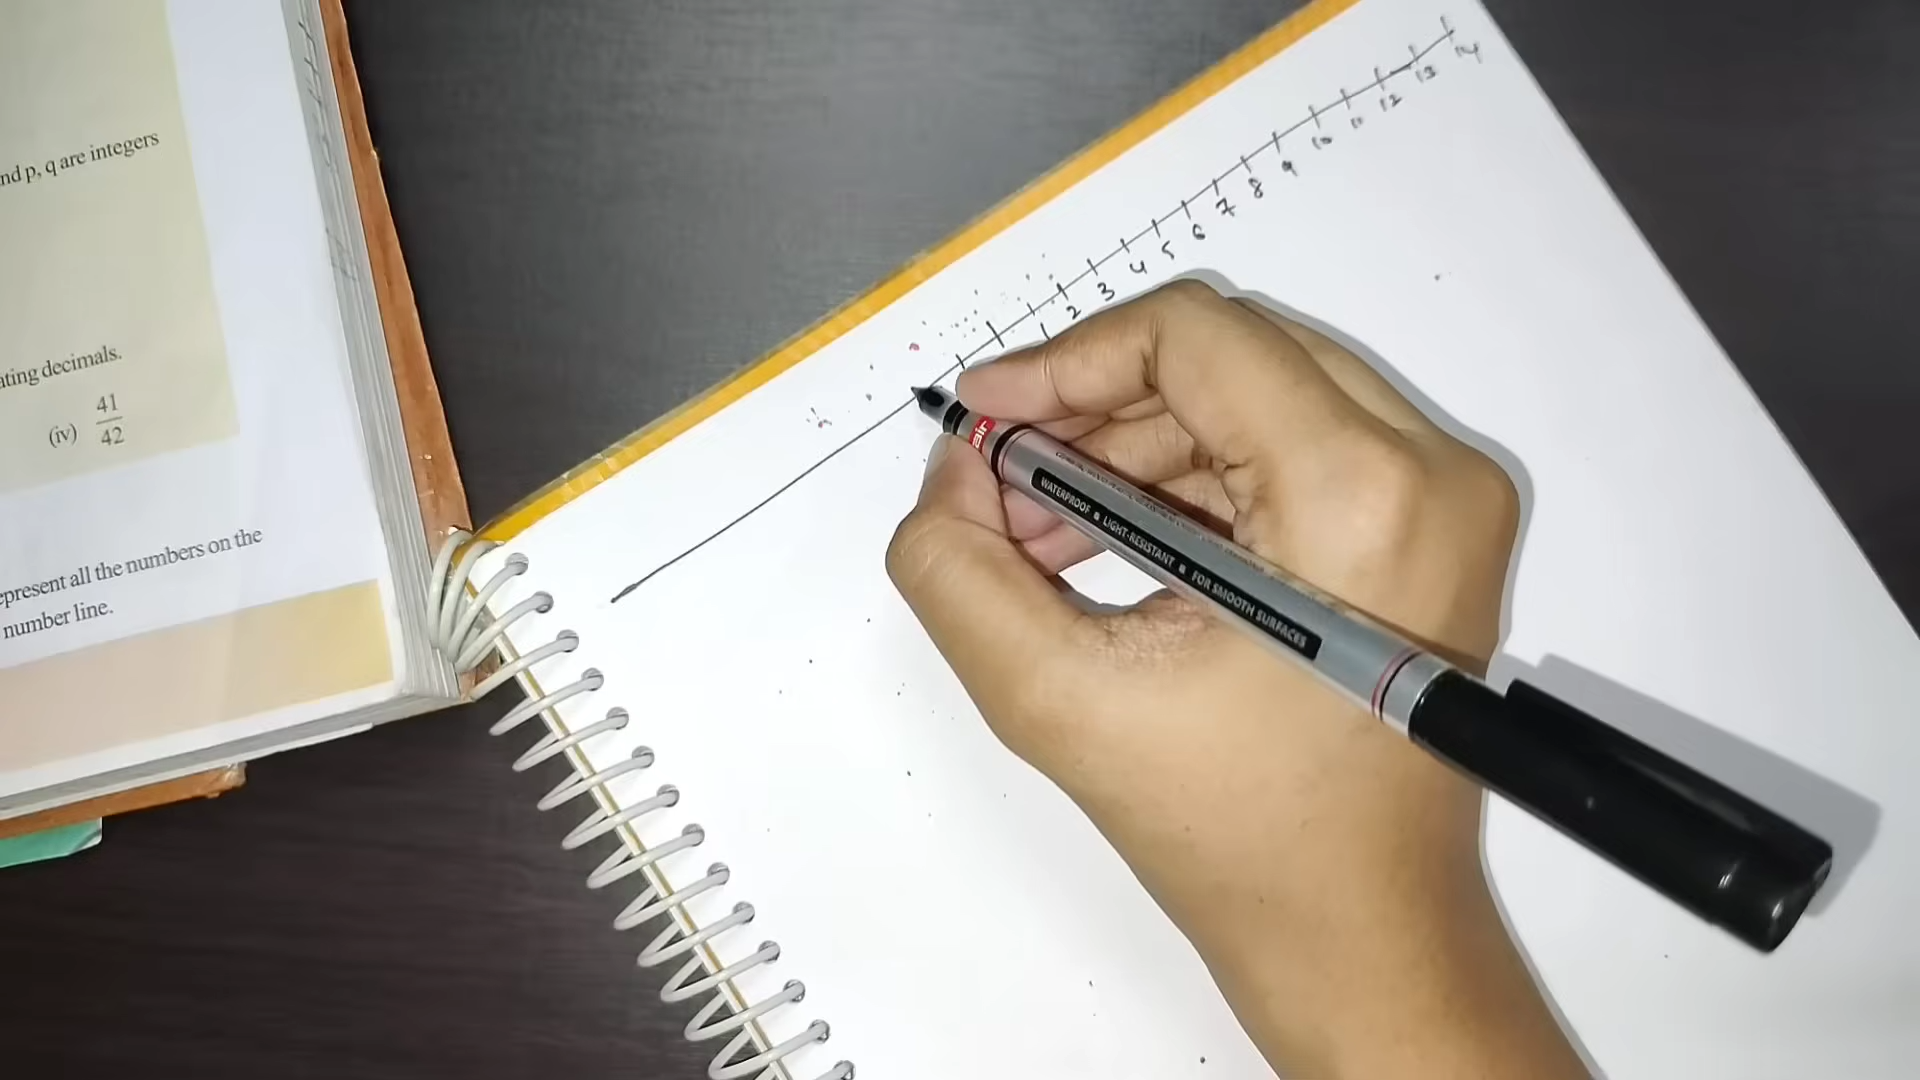 nd p, q are integers
ating decimals.
(iv) 41/42
epresent all the numbers on the
number line.
1 2 3 4 5 6 7 8 9 10 11 12 13 14
air
WATERPROOF ■ LIGHT-RESISTANT ■ FOR SMOOTH SURFACES